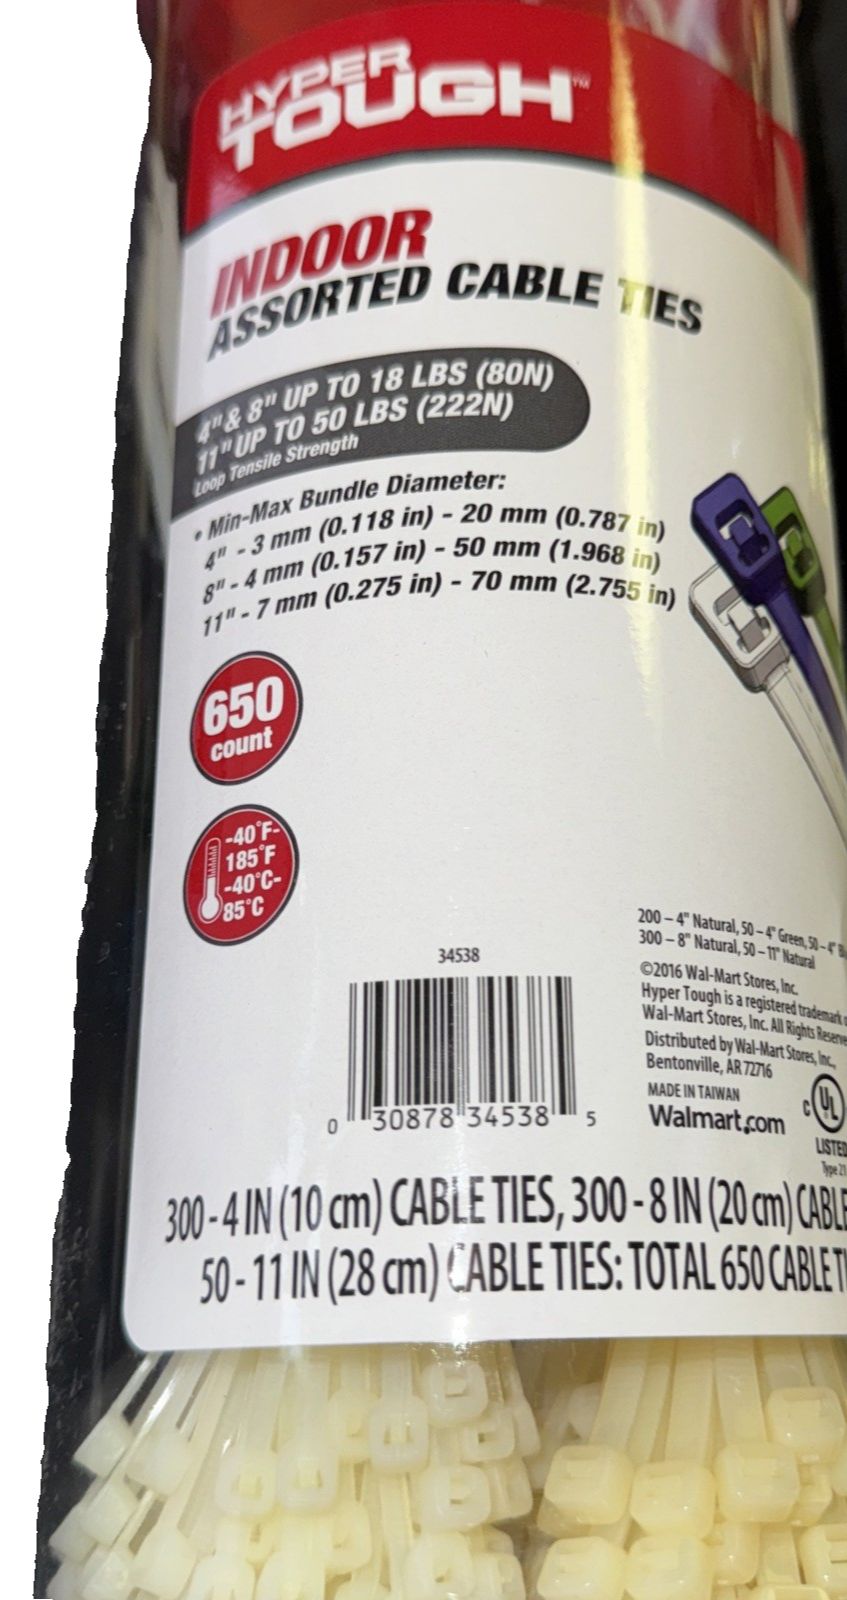 HYPER
TOUGH™
INDOOR
ASSORTED CABLE TIES
4" & 8" UP TO 18 LBS (80N)
11" UP TO 50 LBS (222N)
Loop Tensile Strength
• Min-Max Bundle Diameter:
4" - 3 mm (0.118 in) - 20 mm (0.787 in)
8" - 4 mm (0.157 in) - 50 mm (1.968 in)
11" - 7 mm (0.275 in) - 70 mm (2.755 in)
650
count
-40°F-
185°F
-40°C-
85°C
34538
0 30878 34538 5
200 – 4" Natural, 50 – 4" Green, 50 – 4"
300 – 8" Natural, 50 – 11" Natural
©2016 Wal-Mart Stores, Inc.
Hyper Tough is a registered trademark
Wal-Mart Stores, Inc. All Rights
Distributed by Wal-Mart Stores, Inc.,
Bentonville, AR 72716
MADE IN TAIWAN
Walmart.com
C UL
LISTED
Type 21
300 - 4 IN (10 cm) CABLE TIES, 300 - 8 IN (20 cm) CABLE
50 - 11 IN (28 cm) CABLE TIES: TOTAL 650 CABLE